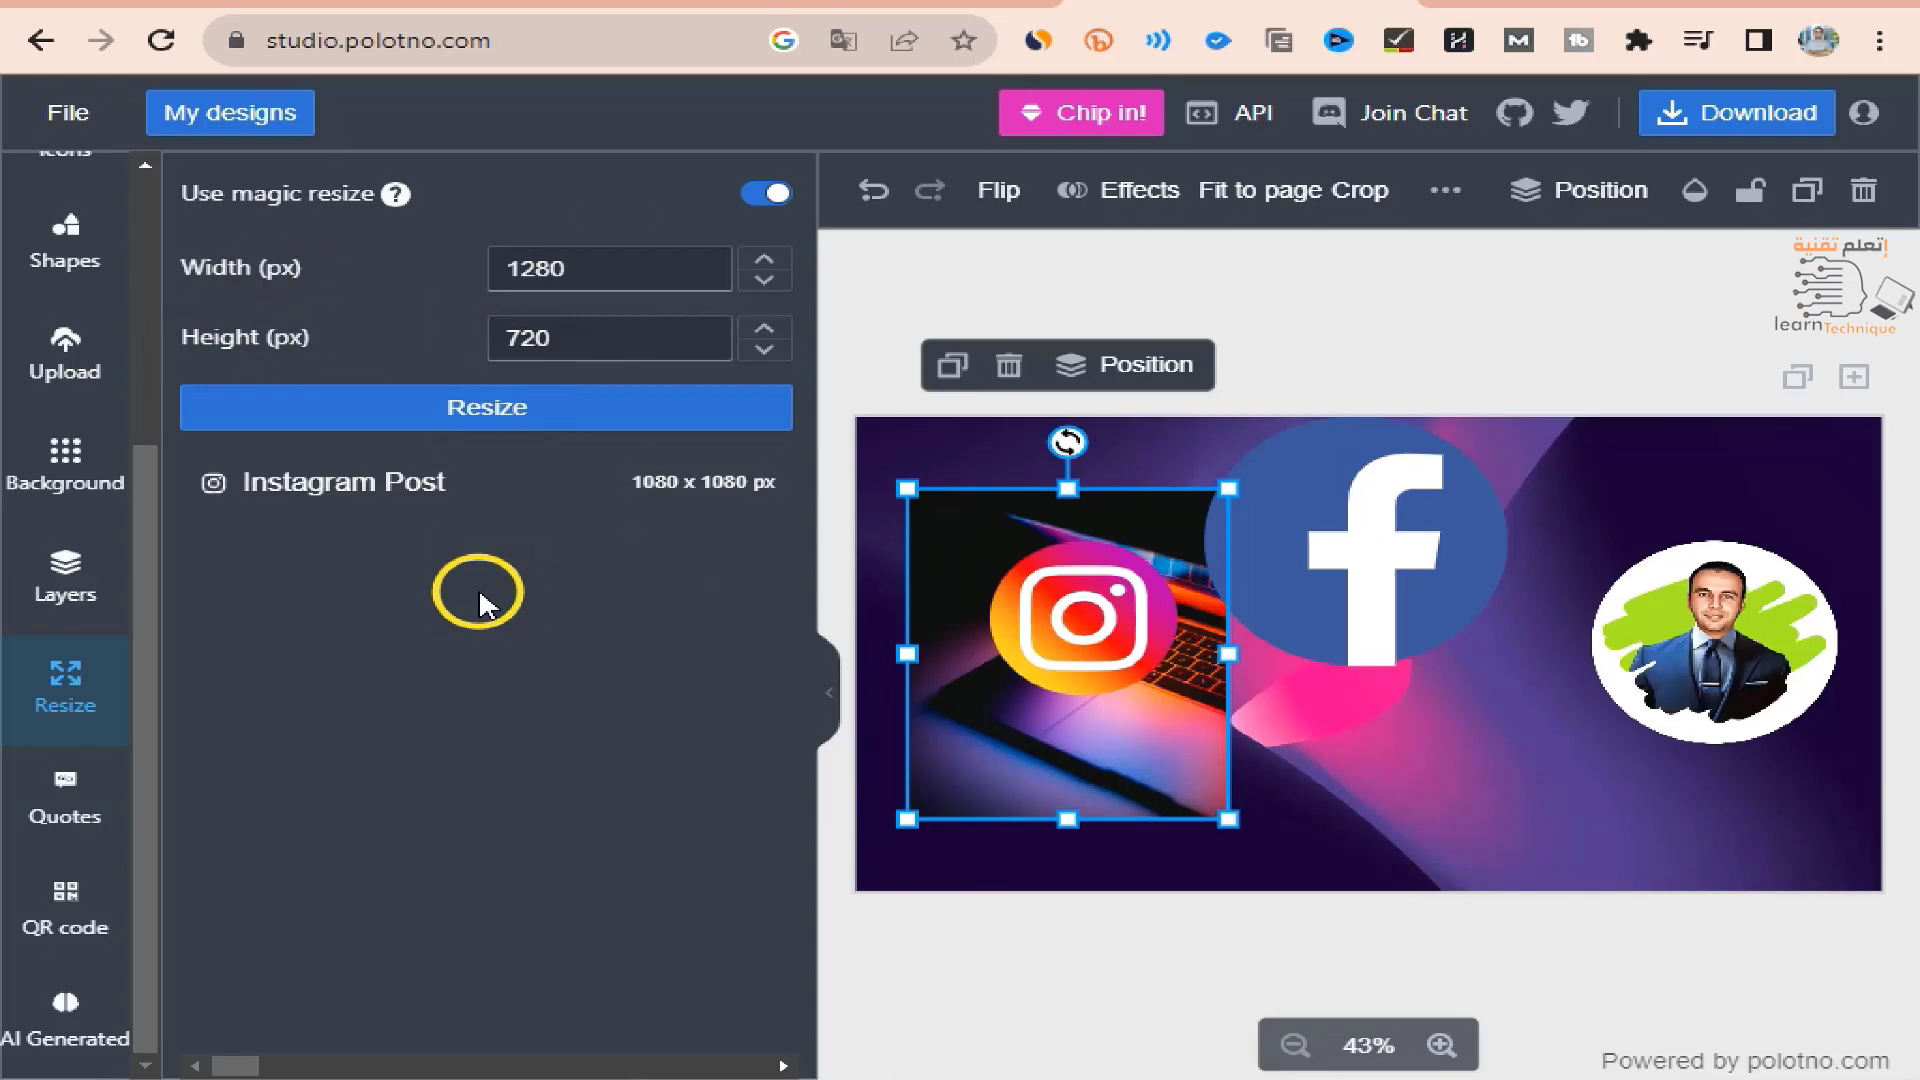 studio.polotno.com
File
My designs
Chip in!
API
Join Chat
Download
Icons
Shapes
Upload
Background
Layers
Resize
Quotes
QR code
AI Generated
Use magic resize ?
Width (px)
1280
Height (px)
720
Resize
Instagram Post
1080 x 1080 px
Flip
Effects
Fit to page
Crop
Position
إتعلم تقنية
learnTechnique
Position
f
43%
Powered by polotno.com